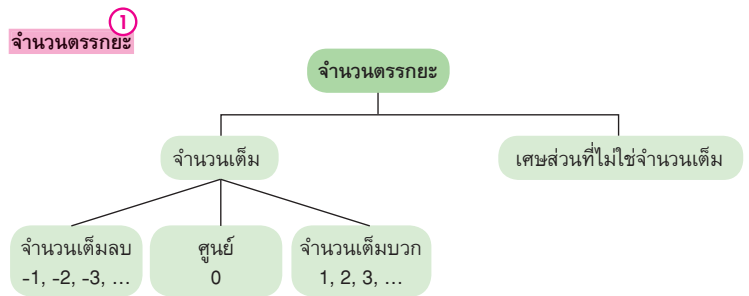 1
จำนวนตรรกยะ
จำนวนตรรกยะ
จำนวนเต็ม
เศษส่วนที่ไม่ใช่จำนวนเต็ม
จำนวนเต็มลบ
-1, -2, -3, …
ศูนย์
0
จำนวนเต็มบวก
1, 2, 3, …